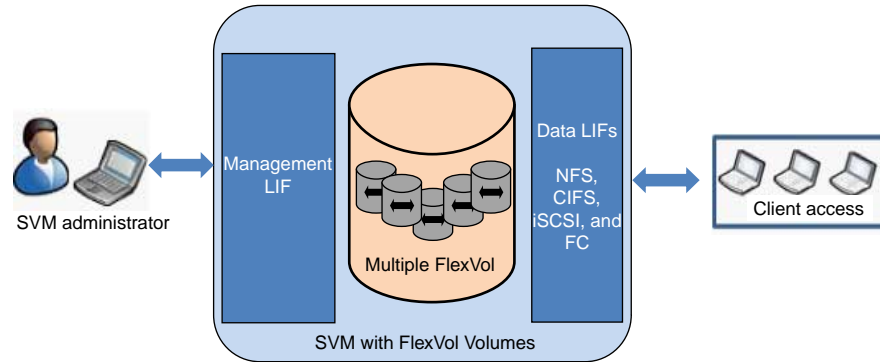 SVM administrator
Management
LIF
Multiple FlexVol
Data LIFs
NFS,
CIFS,
iSCSI, and
FC
Client access
SVM with FlexVol Volumes